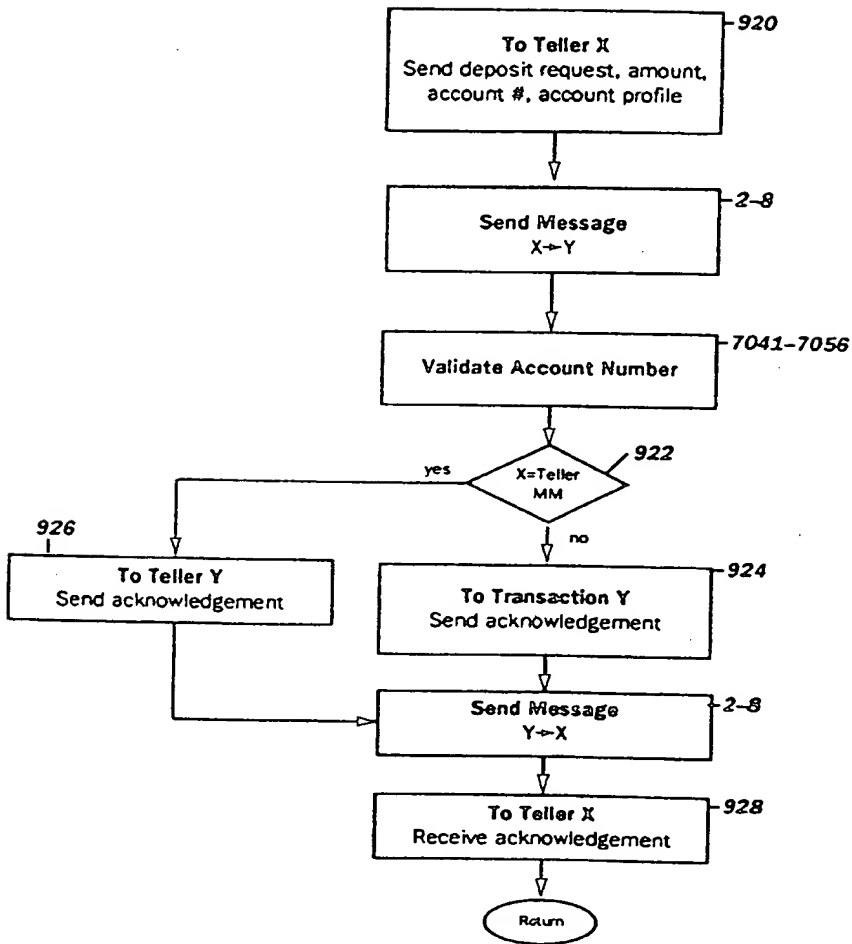 920
To Teller X
Send deposit request, amount,
account #, account profile
2-8
Send Message
X→Y
7041-7056
Validate Account Number
922
X=Teller
MM
yes
no
926
To Teller Y
Send acknowledgement
924
To Transaction Y
Send acknowledgement
2-8
Send Message
Y→X
928
To Teller X
Receive acknowledgement
Return